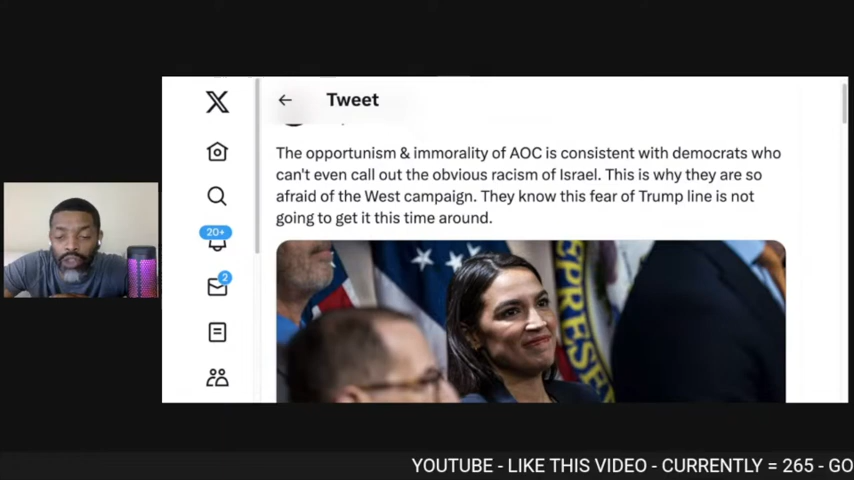 Tweet
The opportunism & immorality of AOC is consistent with democrats who
can't even call out the obvious racism of Israel. This is why they are so
afraid of the West campaign. They know this fear of Trump line is not
going to get it this time around.
20+
2
YOUTUBE - LIKE THIS VIDEO - CURRENTLY = 265 - GO